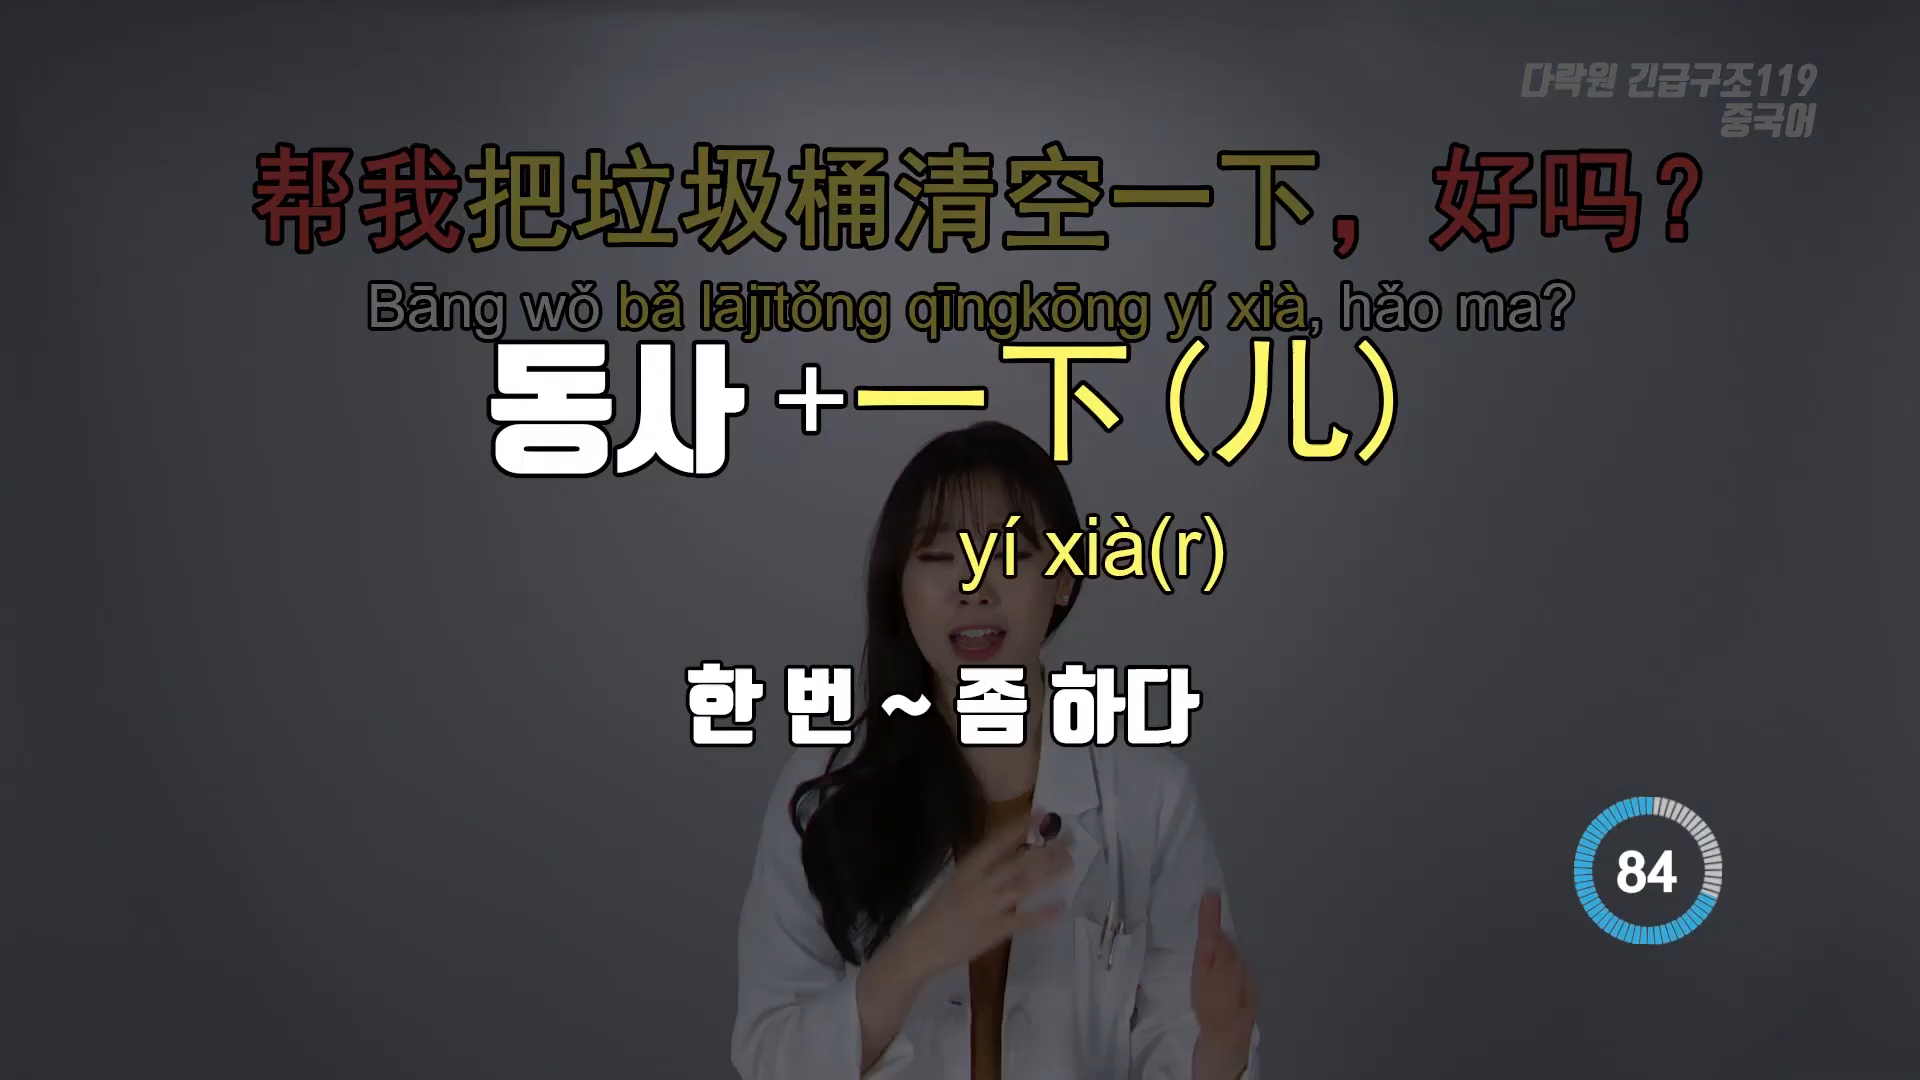 다락원 긴급구조119
중국어
帮我把垃圾桶清空一下，好吗？
Bāng wǒ bǎ lājītǒng qīngkōng yí xià, hǎo ma?
동사 +一下(儿)
yí xià(r)
한 번 ~ 좀 하다
84